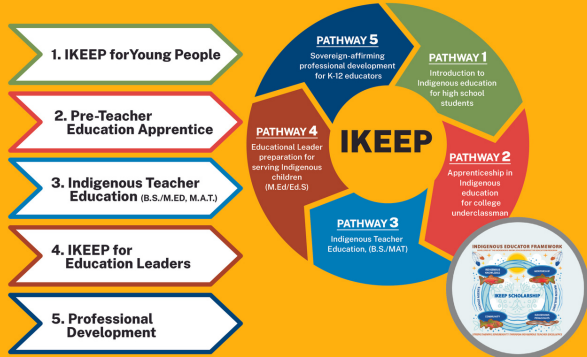 1. IKEEP for Young People
2. Pre-Teacher
Education Apprentice
3. Indigenous Teacher
Education (B.S./M.ED, M.A.T.)
4. IKEEP for
Education Leaders
5. Professional
Development
IKEEP
PATHWAY 1
Introduction to
Indigenous education
for high school
students
PATHWAY 2
Apprenticeship in
Indigenous
education
for college
underclassman
PATHWAY 3
Indigenous Teacher
Education, (B.S./MAT)
PATHWAY 4
Educational Leader
preparation for
serving Indigenous
children
(M.Ed/Ed.S)
PATHWAY 5
Sovereign-affirming
professional development
for K-12 educators
INDIGENOUS EDUCATOR FRAMEWORK
IKEEP SCHOLARSHIP